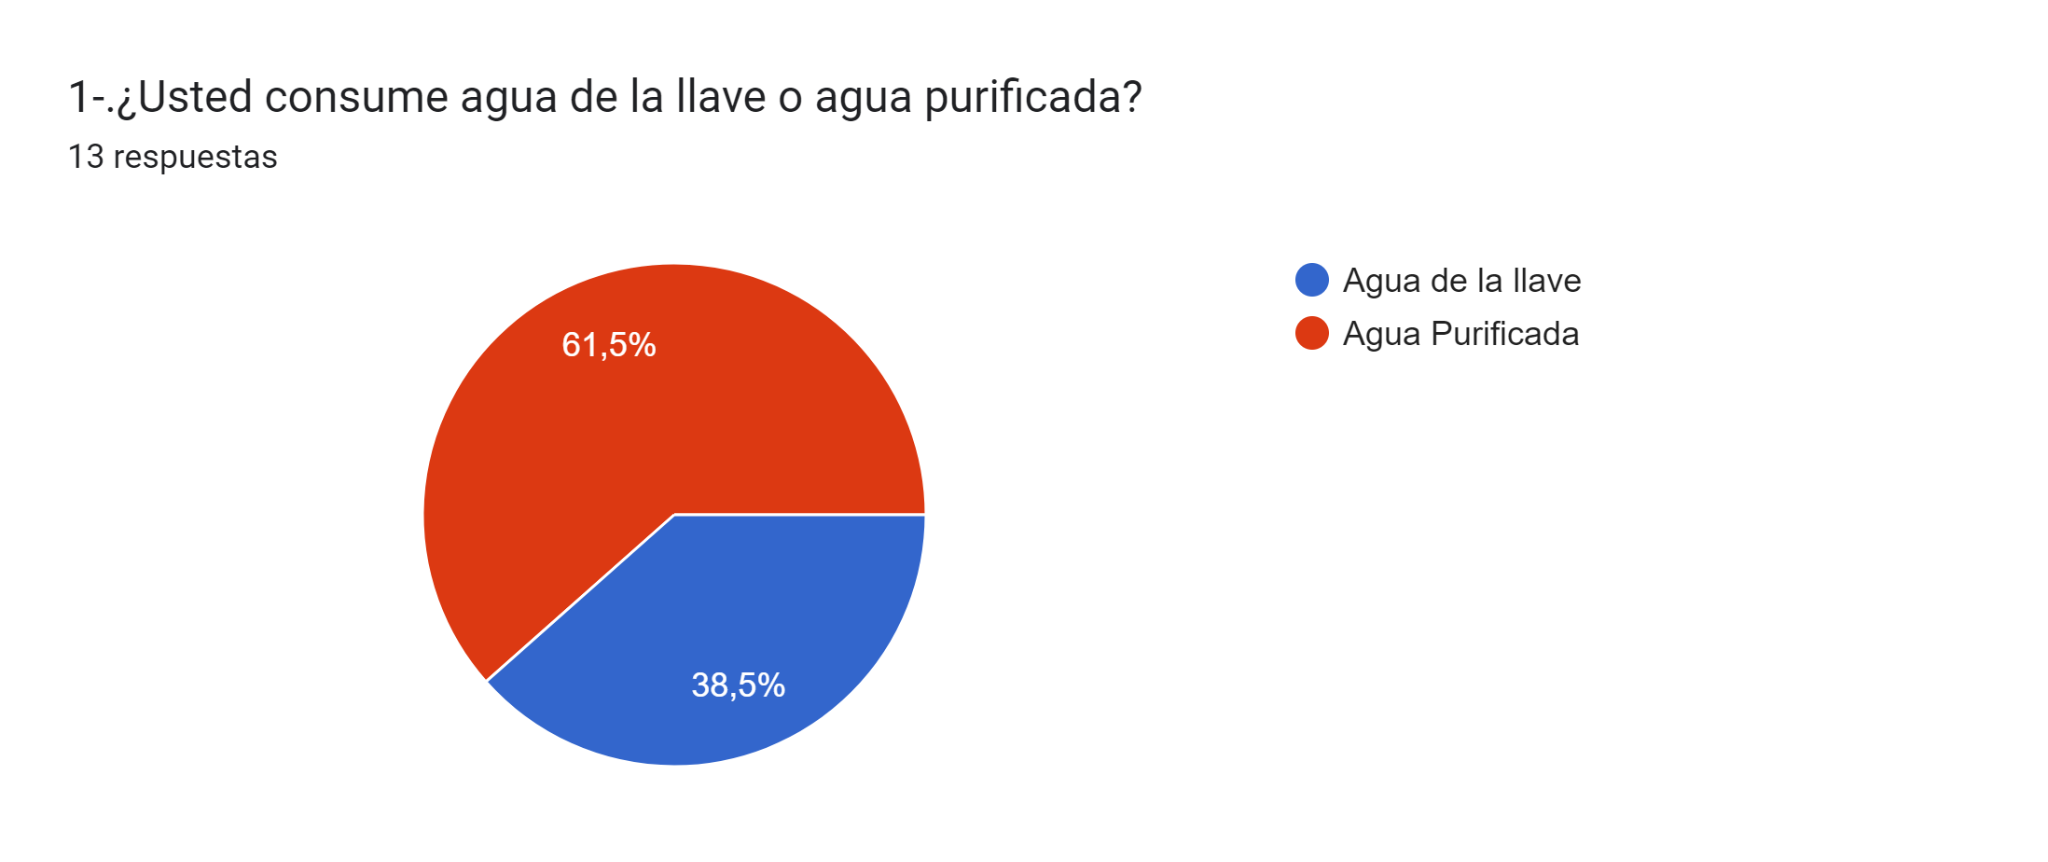 1-.¿Usted consume agua de la llave o agua purificada?
13 respuestas
Agua de la llave
Agua Purificada
61,5%
38,5%